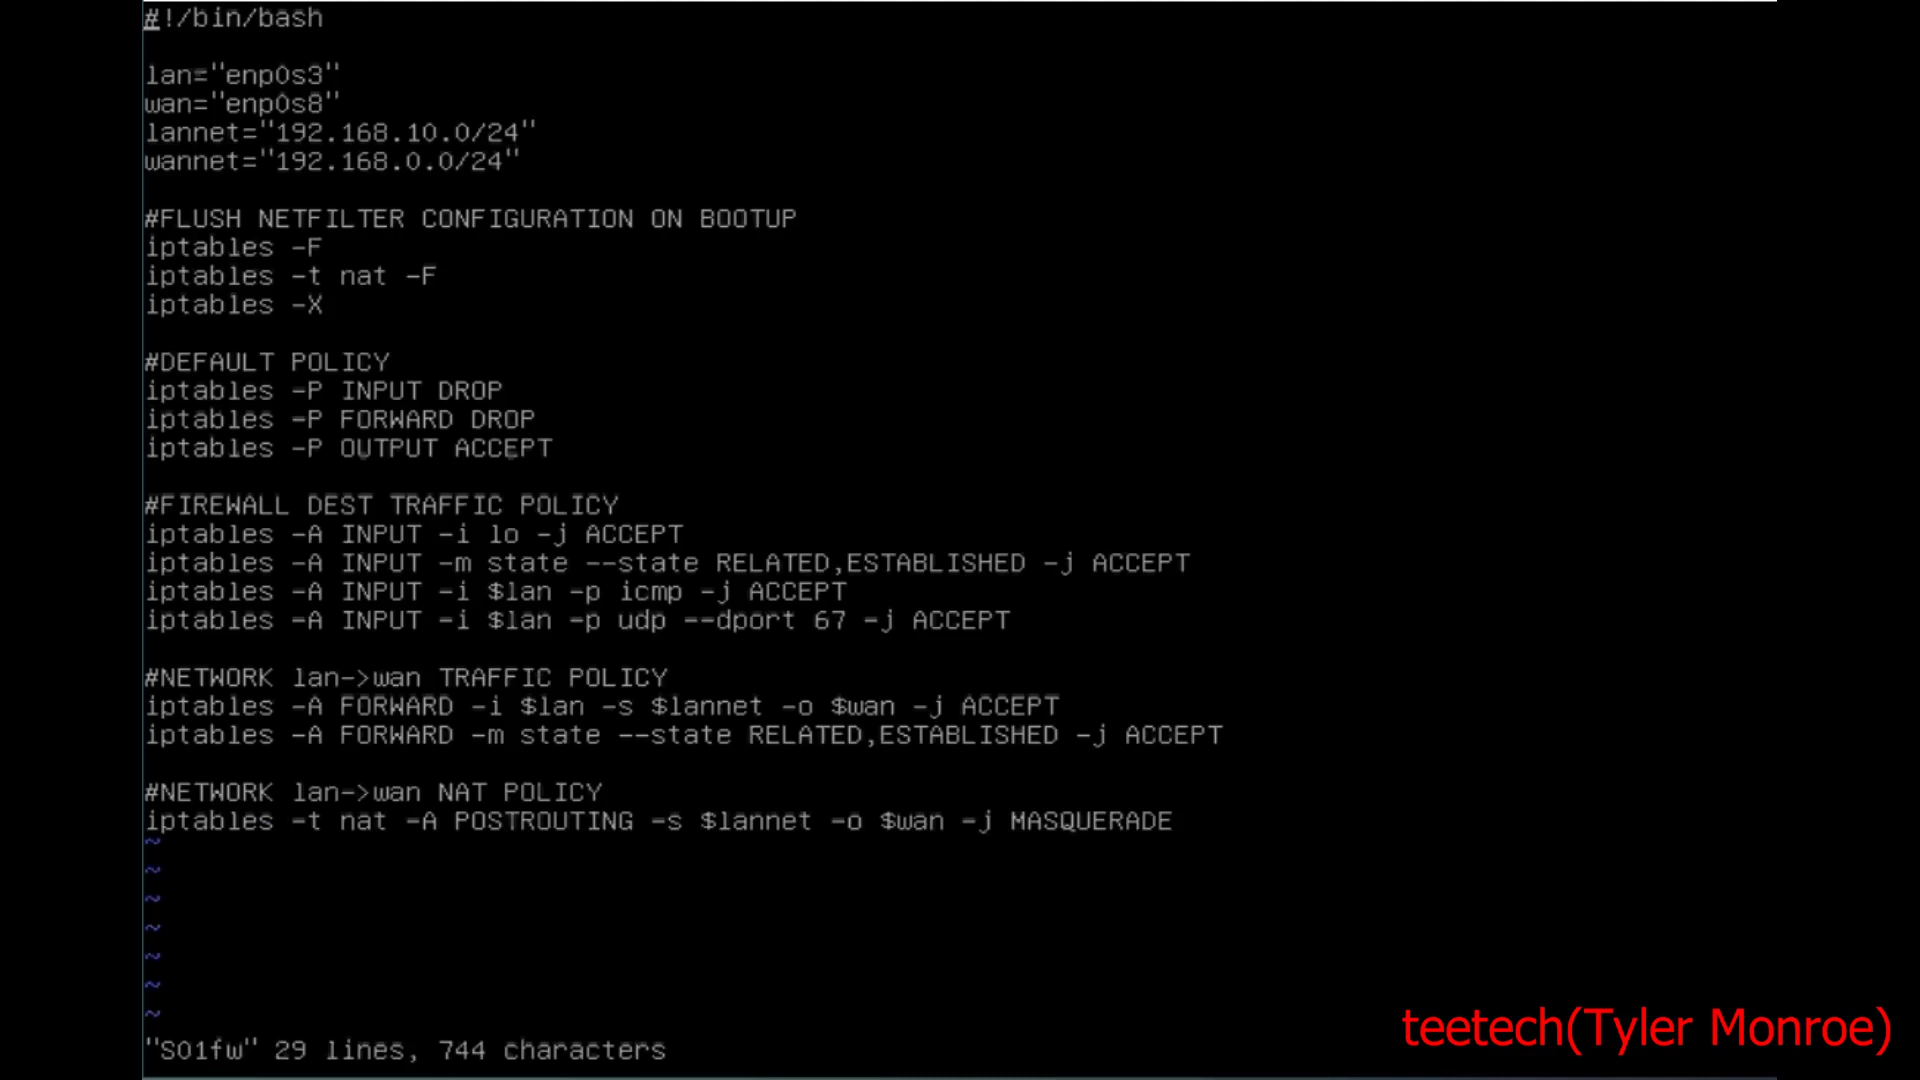 #!/bin/bash
lan="enp0s3"
wan="enp0s8"
lannet="192.168.10.0/24"
wannet="192.168.0.0/24"
#FLUSH NETFILTER CONFIGURATION ON BOOTUP
iptables -F
iptables -t nat -F
iptables -X
#DEFAULT POLICY
iptables -P INPUT DROP
iptables -P FORWARD DROP
iptables -P OUTPUT ACCEPT
#FIREWALL DEST TRAFFIC POLICY
iptables -A INPUT -i lo -j ACCEPT
iptables -A INPUT -m state --state RELATED,ESTABLISHED -j ACCEPT
iptables -A INPUT -i $lan -p icmp -j ACCEPT
iptables -A INPUT -i $lan -p udp --dport 67 -j ACCEPT
#NETWORK lan->wan TRAFFIC POLICY
iptables -A FORWARD -i $lan -s $lannet -o $wan -j ACCEPT
iptables -A FORWARD -m state --state RELATED,ESTABLISHED -j ACCEPT
#NETWORK lan->wan NAT POLICY
iptables -t nat -A POSTROUTING -s $lannet -o $wan -j MASQUERADE
~
~
~
~
~
~
~
"S01fw" 29 lines, 744 characters
teetech(Tyler Monroe)